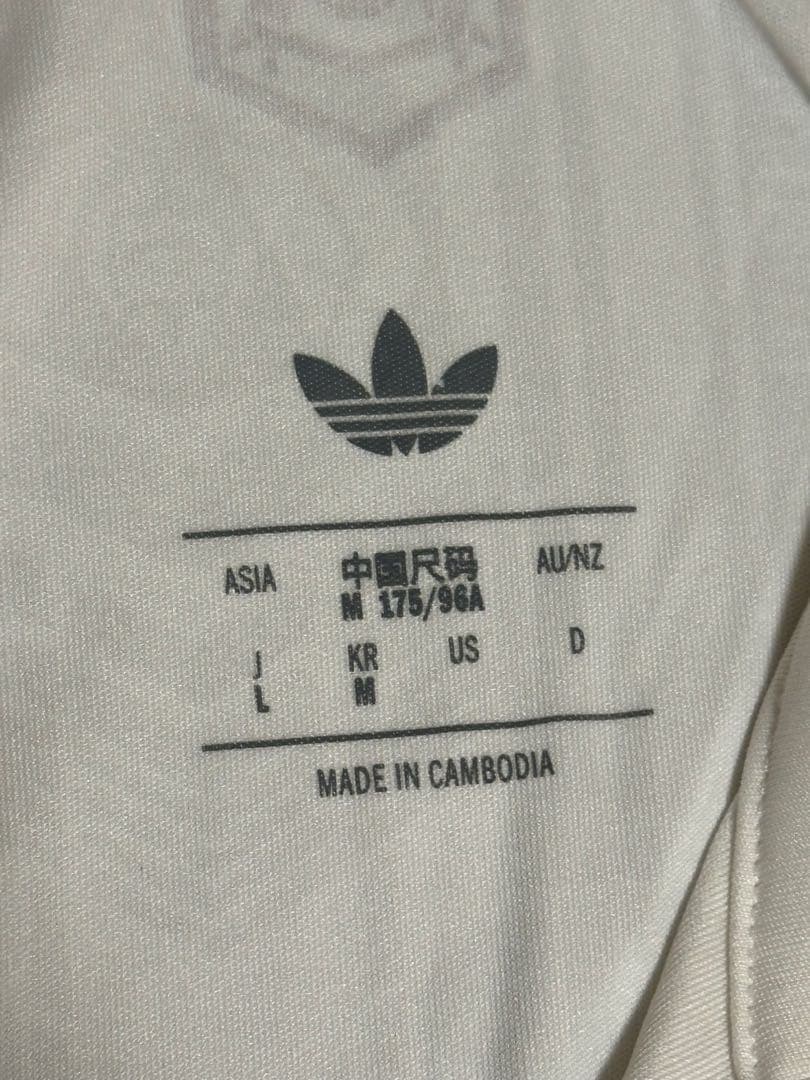 ASIA 中国尺码 AU/NZ
M 175/96A
J KR US D
L M
MADE IN CAMBODIA